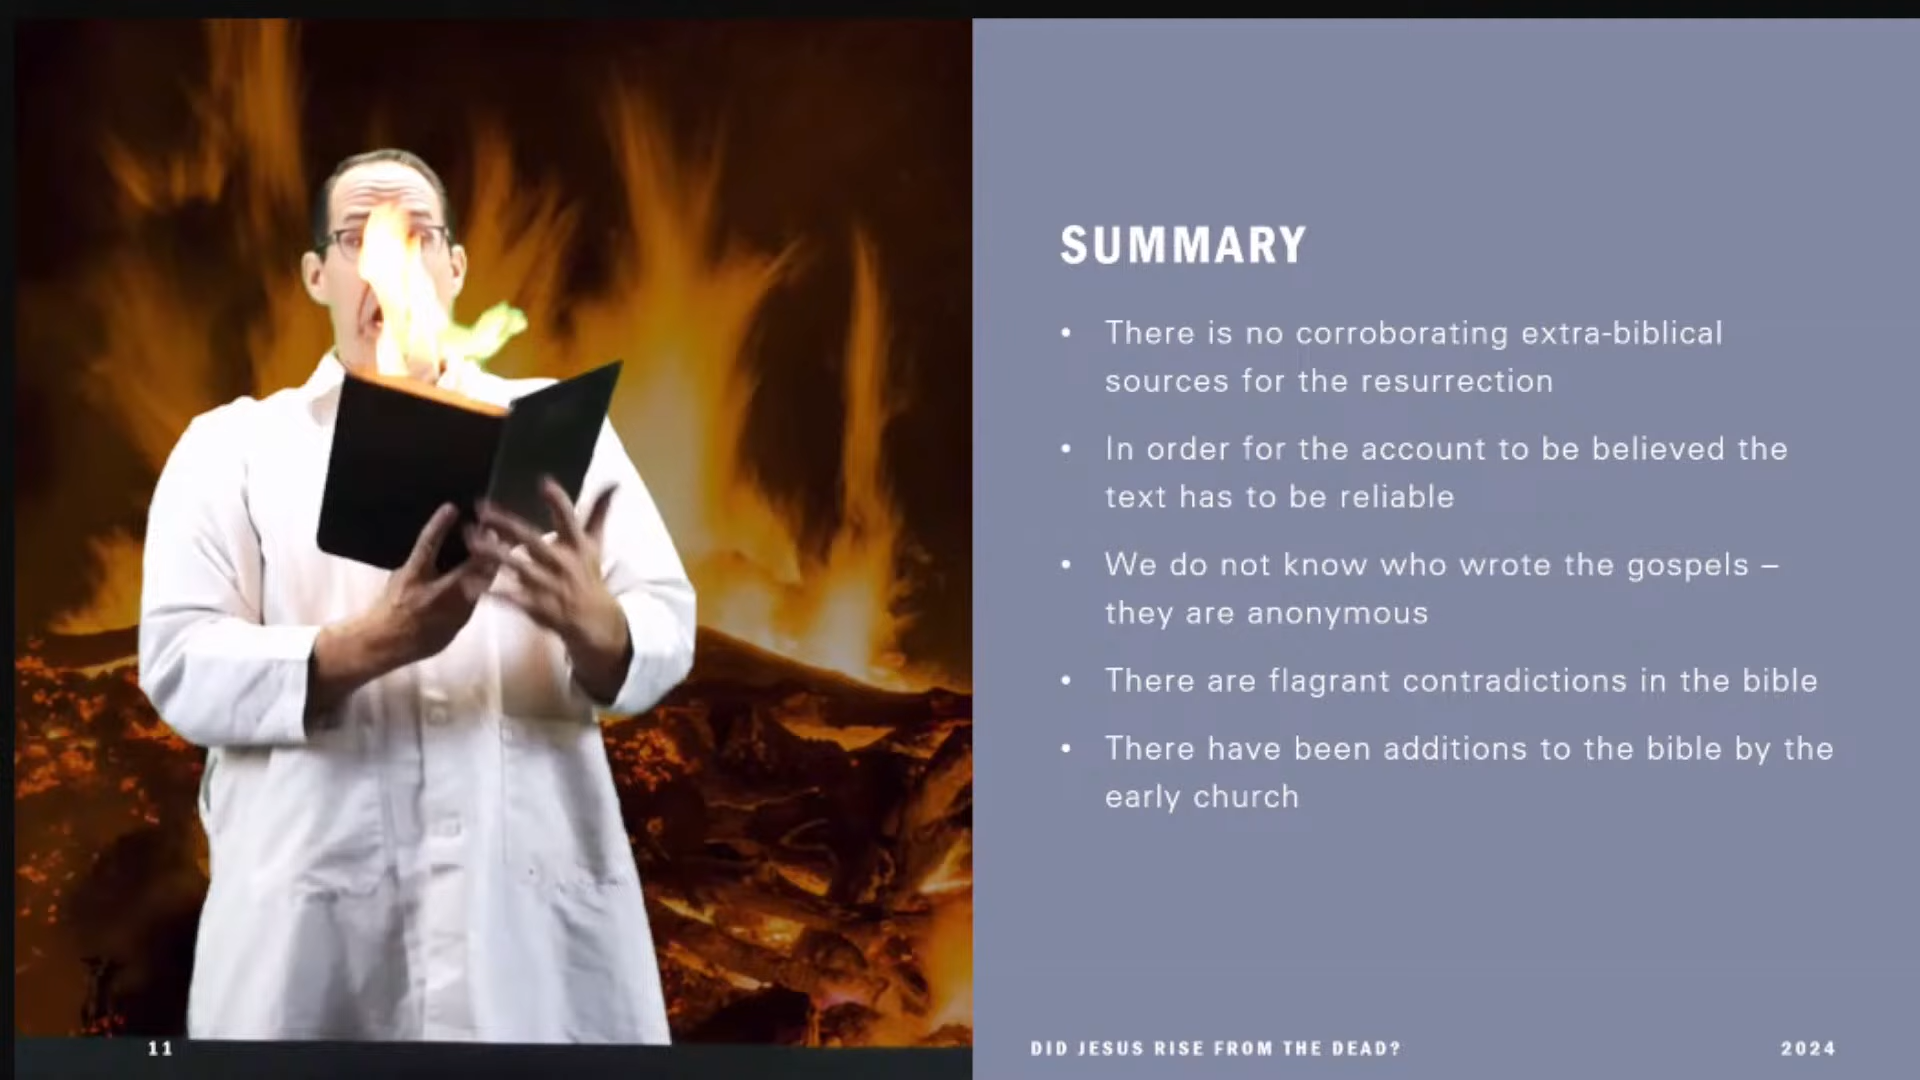 SUMMARY
• There is no corroborating extra-biblical
sources for the resurrection
• In order for the account to be believed the
text has to be reliable
• We do not know who wrote the gospels –
they are anonymous
• There are flagrant contradictions in the bible
• There have been additions to the bible by the
early church
11
DID JESUS RISE FROM THE DEAD?
2024